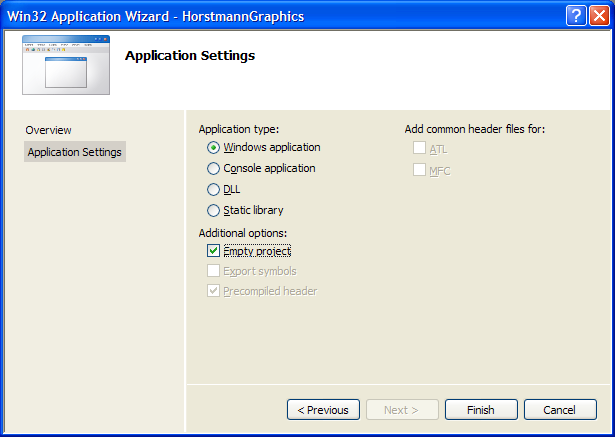 Win32 Application Wizard - HorstmannGraphics
Application Settings
Overview
Application Settings
Application type:
Windows application
Console application
DLL
Static library
Additional options:
Empty project
Export symbols
Precompiled header
Add common header files for:
ATL
MFC
< Previous
Next >
Finish
Cancel